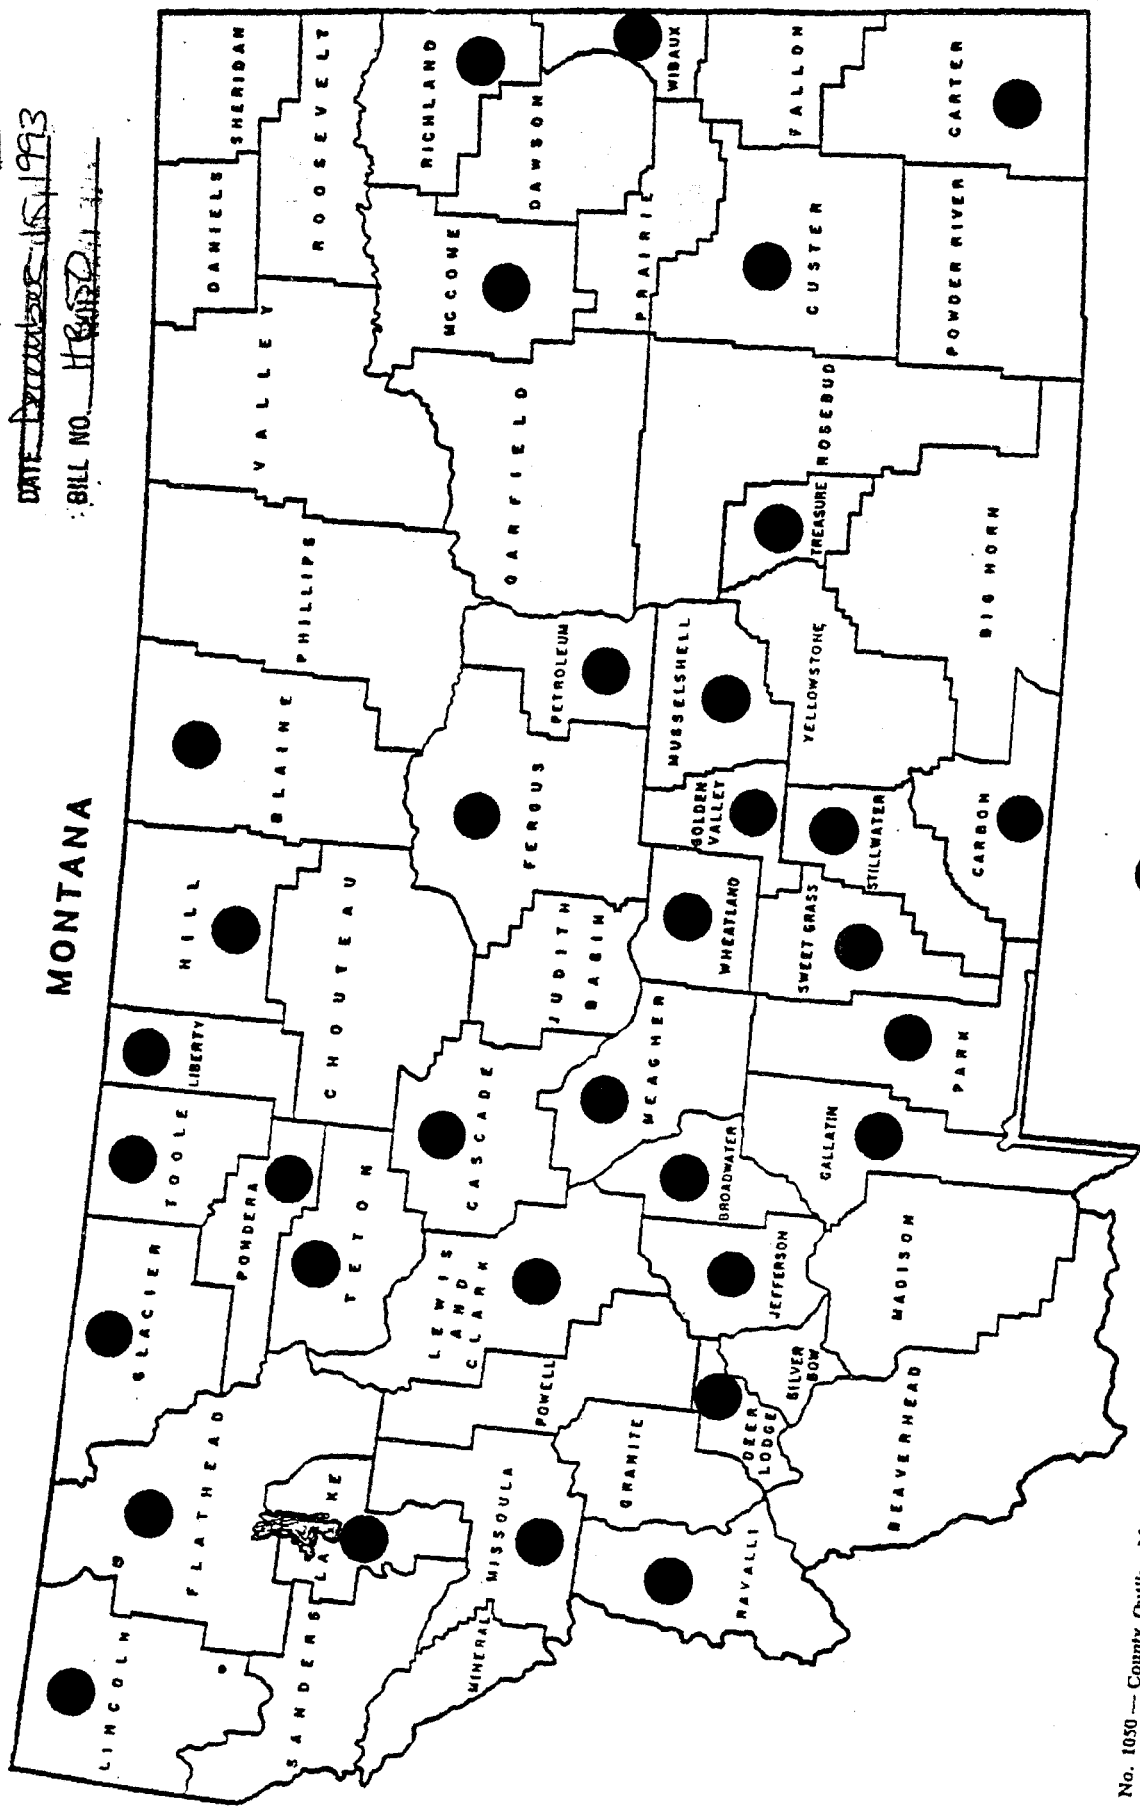 DATE December 15, 1993
BILL NO.
MONTANA
LINCOLN
FLATHEAD
GLACIER
TOOLE
LIBERTY
HILL
BLAINE
PHILLIPS
VALLEY
DANIELS
SHERIDAN
ROOSEVELT
SANDERS
LAKE
PONDERA
TETON
CHOUTEAU
RICHLAND
MCCONE
DAWSON
WIBAUX
MINERAL
MISSOULA
POWELL
LEWIS
AND
CLARK
CASCADE
JUDITH
BASIN
FERGUS
PETROLEUM
GARFIELD
PRAIRIE
FALLON
RAVALLI
GRANITE
DEER
LODGE
SILVER
BOW
JEFFERSON
BROADWATER
MEAGHER
WHEATLAND
GOLDEN
VALLEY
MUSSELSHELL
TREASURE
ROSEBUD
CUSTER
BEAVERHEAD
MADISON
GALLATIN
PARK
SWEET GRASS
STILLWATER
CARBON
YELLOWSTONE
BIG HORN
POWDER RIVER
CARTER
No. 1050 — County Outline